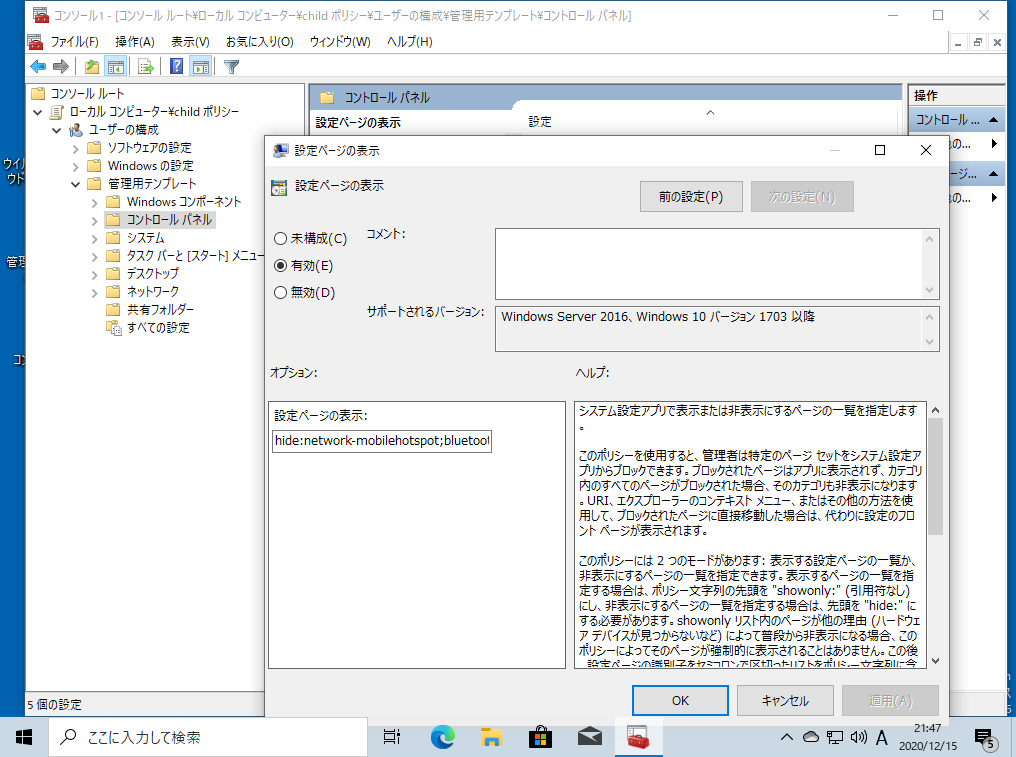 コンソール1 - [コンソール ルート¥ローカル コンピューター¥child ポリシー¥ユーザーの構成¥管理用テンプレート¥コントロール パネル]
ファイル(F) 操作(A) 表示(V) お気に入り(O) ウィンドウ(W) ヘルプ(H)
コンソール ルート
ローカル コンピューター¥child ポリシー
ユーザーの構成
ソフトウェアの設定
Windows の設定
管理用テンプレート
Windows コンポーネント
コントロール パネル
システム
タスク バーと [スタート] メニュー
デスクトップ
ネットワーク
共有フォルダー
すべての設定
5 個の設定
コントロール パネル
設定ページの表示 設定
操作
コントロール ...
の...
ージ...
の...
設定ページの表示
設定ページの表示
前の設定(P) 次の設定(N)
未構成(C) コメント:
有効(E)
無効(D)
サポートされるバージョン: Windows Server 2016、Windows 10 バージョン 1703 以降
オプション: ヘルプ:
設定ページの表示:
hide:network-mobilehotspot;bluetoot
システム設定アプリで表示または非表示にするページの一覧を指定します
。
このポリシーを使用すると、管理者は特定のページ セットをシステム設定ア
プリからブロックできます。ブロックされたページはアプリに表示されず、カテゴリ
内のすべてのページがブロックされた場合、そのカテゴリも非表示になります
。URI、エクスプローラーのコンテキスト メニュー、またはその他の方法を使
用して、ブロックされたページに直接移動した場合は、代わりに設定のフロ
ント ページが表示されます。
このポリシーには 2 つのモードがあります: 表示する設定ページの一覧か、
非表示にするページの一覧を指定できます。表示するページの一覧を指
定する場合は、ポリシー文字列の先頭を "showonly:" (引用符なし)
にし、非表示にするページの一覧を指定する場合は、先頭を "hide:" に
する必要があります。showonly リスト内のページが他の理由 (ハードウェ
ア デバイスが見つからないなど) によって普段から非表示になる場合、この
ポリシーによってそのページが強制的に表示されることはありません。この後
、設定ページの識別子をセミコロンで区切ったリストをポリシー文字列に含
OK キャンセル 適用(A)
ウイル
ウド
管理
コン
ここに入力して検索
A
21:47
2020/12/15
5